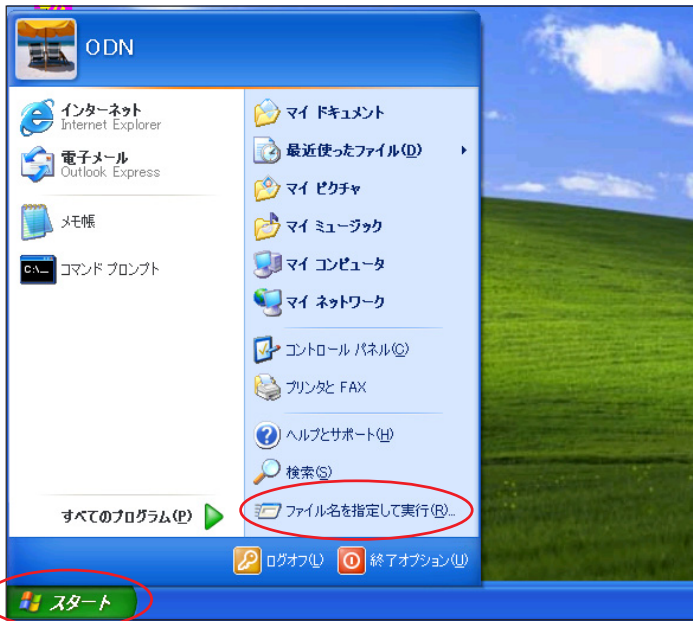 ODN
インターネット
Internet Explorer
電子メール
Outlook Express
メモ帳
C:\_
コマンド プロンプト
すべてのプログラム(P)
マイ ドキュメント
最近使ったファイル(D)
マイ ピクチャ
マイ ミュージック
マイ コンピュータ
マイ ネットワーク
コントロール パネル(C)
プリンタと FAX
ヘルプとサポート(H)
検索(S)
ファイル名を指定して実行(R)...
ログオフ(L)
終了オプション(U)
スタート